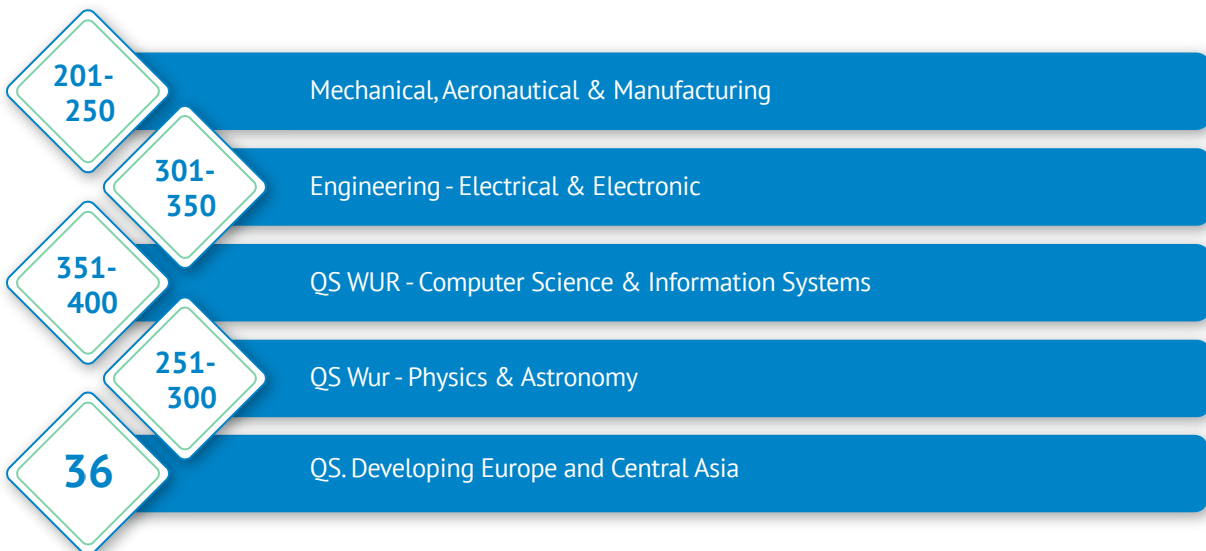 201-
250
Mechanical, Aeronautical & Manufacturing
301-
350
Engineering - Electrical & Electronic
351-
400
QS WUR - Computer Science & Information Systems
251-
300
QS Wur - Physics & Astronomy
36
QS. Developing Europe and Central Asia